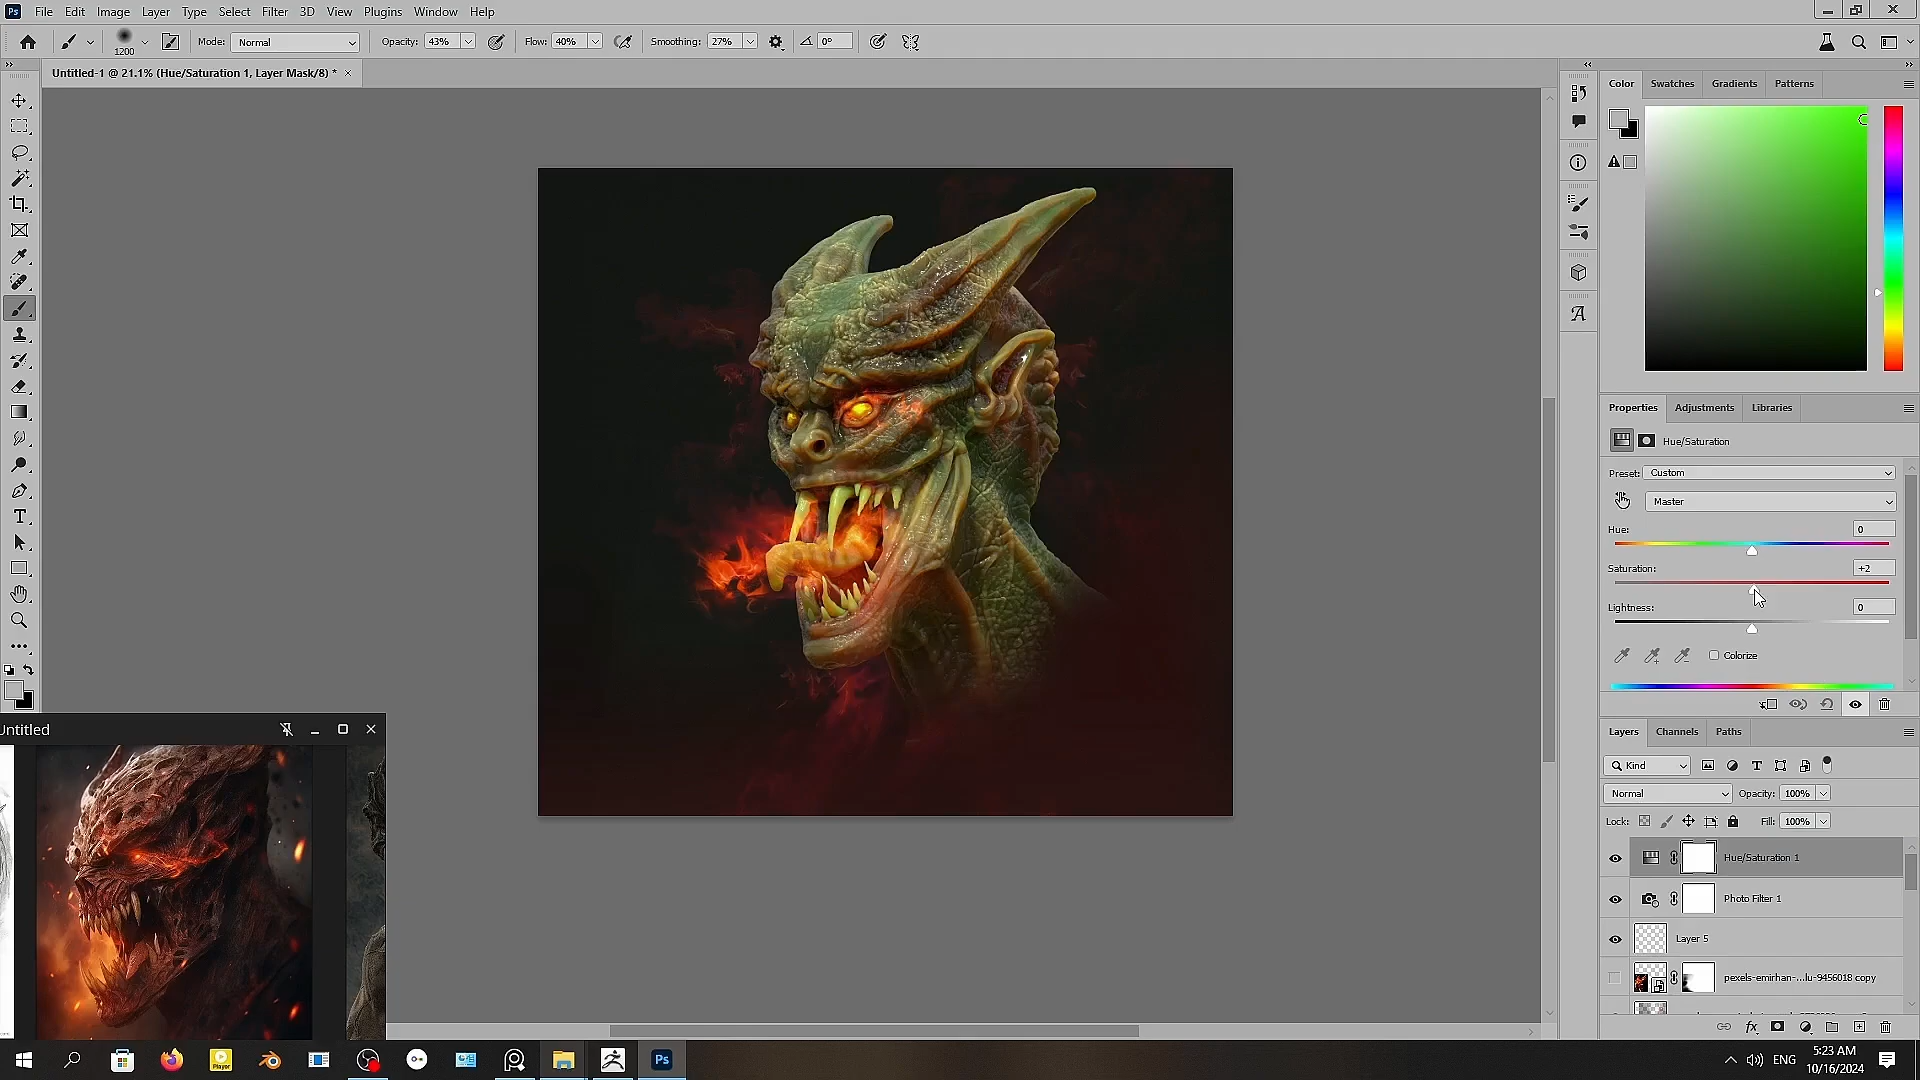 Ps File Edit Image Layer Type Select Filter 3D View Plugins Window Help
1200 Mode: Normal Opacity: 43% Flow: 40% Smoothing: 27% 0°
Untitled-1 @ 21.1% (Hue/Saturation 1, Layer Mask/8) * ×
Color Swatches Gradients Patterns
Properties Adjustments Libraries
Hue/Saturation
Preset: Custom
Master
Hue: 0
Saturation: +2
Lightness: 0
Colorize
Layers Channels Paths
Kind
Normal Opacity: 100%
Lock: Fill: 100%
Hue/Saturation 1
Photo Filter 1
Layer 5
pexels-emirhan-...lu-9456018 copy
Untitled
Player
Ps
ENG
5:23 AM
10/16/2024